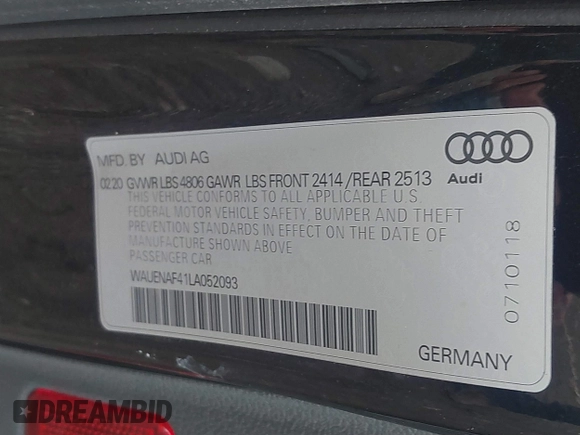 MFD. BY AUDI AG
02.20 GVWR LBS 4806 GAWR LBS FRONT 2414 /REAR 2513
THIS VEHICLE CONFORMS TO ALL APPLICABLE U.S.
FEDERAL MOTOR VEHICLE SAFETY, BUMPER AND THEFT
PREVENTION STANDARDS IN EFFECT ON THE DATE OF
MANUFACTURE SHOWN ABOVE
PASSENGER CAR
WAUENAF41LA052093
Audi
0710118
GERMANY
DREAMBID